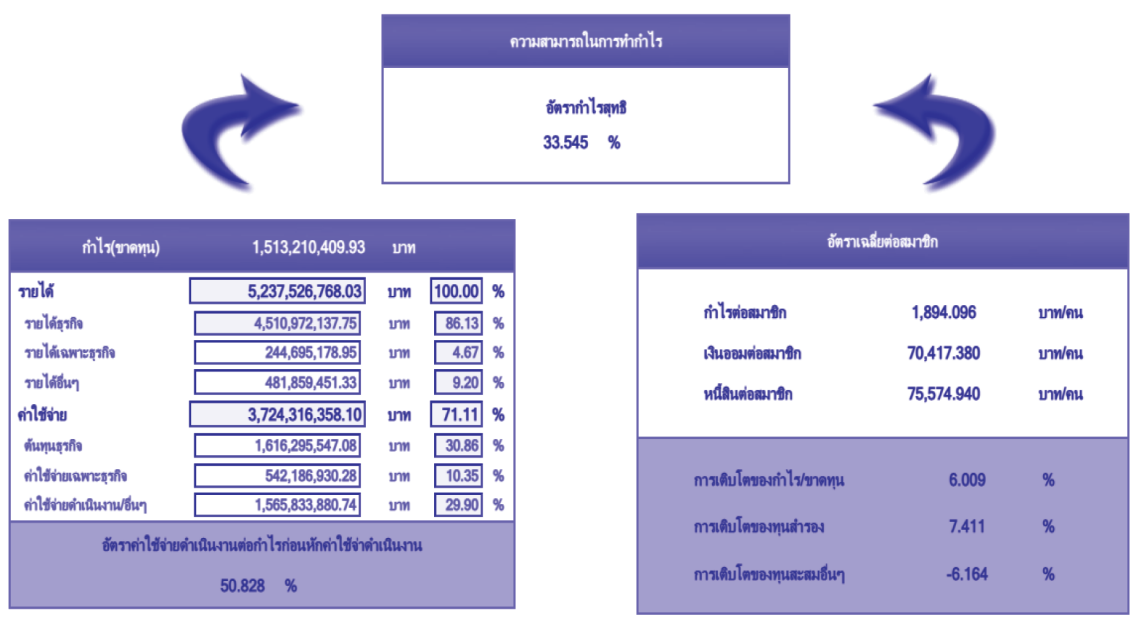 ความสามารถในการทำกำไร
อัตรากำไรสุทธิ
33.545 %
กำไร(ขาดทุน) 1,513,210,409.93 บาท
รายได้ 5,237,526,768.03 บาท 100.00 %
รายได้ธุรกิจ 4,510,972,137.75 บาท 86.13 %
รายได้เฉพาะธุรกิจ 244,695,178.95 บาท 4.67 %
รายได้อื่นๆ 481,859,451.33 บาท 9.20 %
ค่าใช้จ่าย 3,724,316,358.10 บาท 71.11 %
ต้นทุนธุรกิจ 1,616,295,547.08 บาท 30.86 %
ค่าใช้จ่ายเฉพาะธุรกิจ 542,186,930.28 บาท 10.35 %
ค่าใช้จ่ายดำเนินงาน/อื่นๆ 1,565,833,880.74 บาท 29.90 %
อัตราค่าใช้จ่ายดำเนินงานต่อกำไรก่อนหักค่าใช้จ่าดำเนินงาน
50.828 %
อัตราเฉลี่ยต่อสมาชิก
กำไรต่อสมาชิก 1,894.096 บาท/คน
เงินออมต่อสมาชิก 70,417.380 บาท/คน
หนี้สินต่อสมาชิก 75,574.940 บาท/คน
การเติบโตของกำไร/ขาดทุน 6.009 %
การเติบโตของทุนสำรอง 7.411 %
การเติบโตของทุนสะสมอื่นๆ -6.164 %